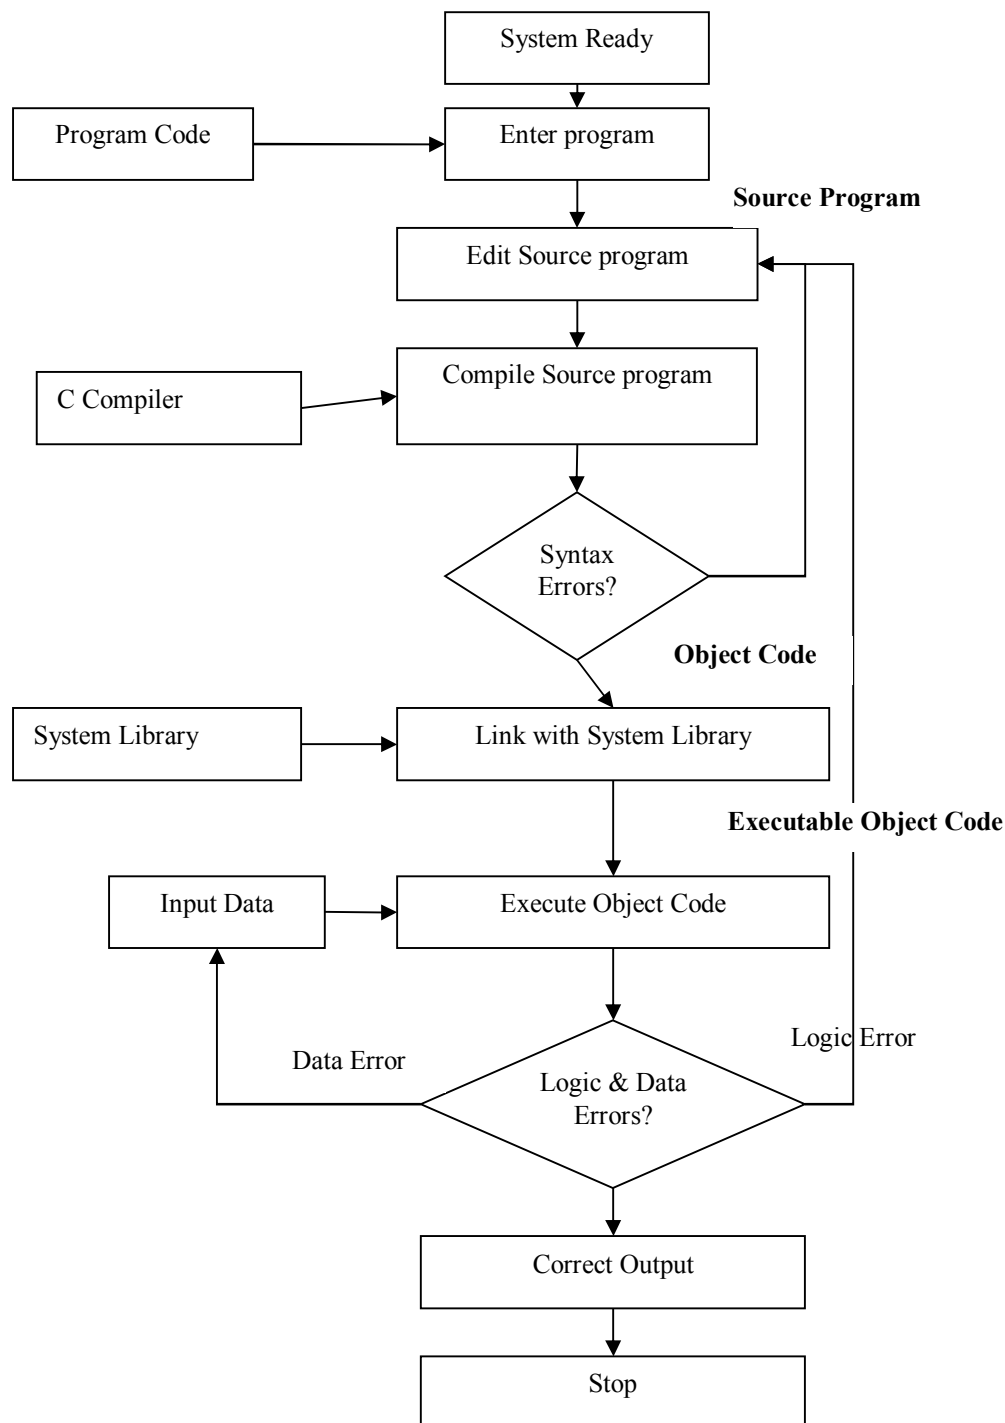 System Ready
Program Code
Enter program
Source Program
Edit Source program
Compile Source program
C Compiler
Syntax
Errors?
Object Code
System Library
Link with System Library
Executable Object Code
Input Data
Execute Object Code
Logic Error
Data Error
Logic & Data
Errors?
Correct Output
Stop